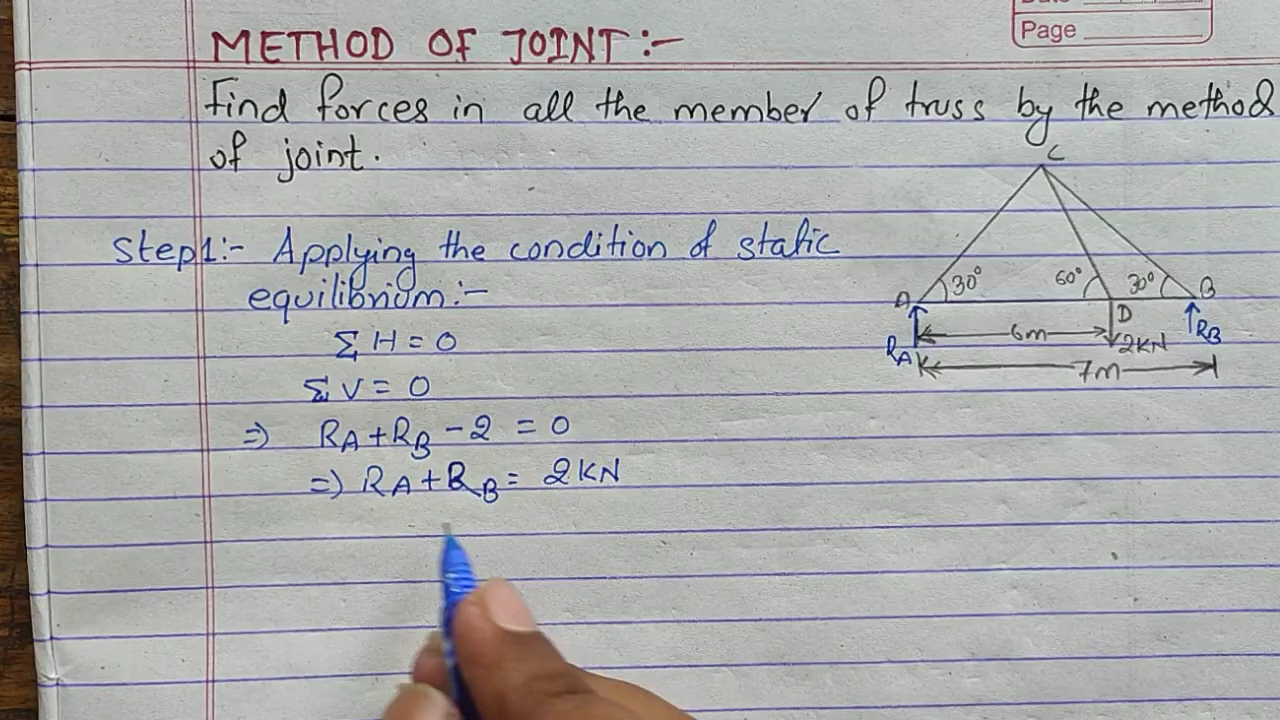 Page
METHOD OF JOINT:-
Find forces in all the member of truss by the method
of joint.
C
Step1:- Applying the condition of static
equilibrium:-
A 30° 60° 30° B
D
6m
2KN
RA
RB
7m
Σ H = 0
Σ V = 0
⇒ RA + RB - 2 = 0
⇒ RA + RB = 2KN